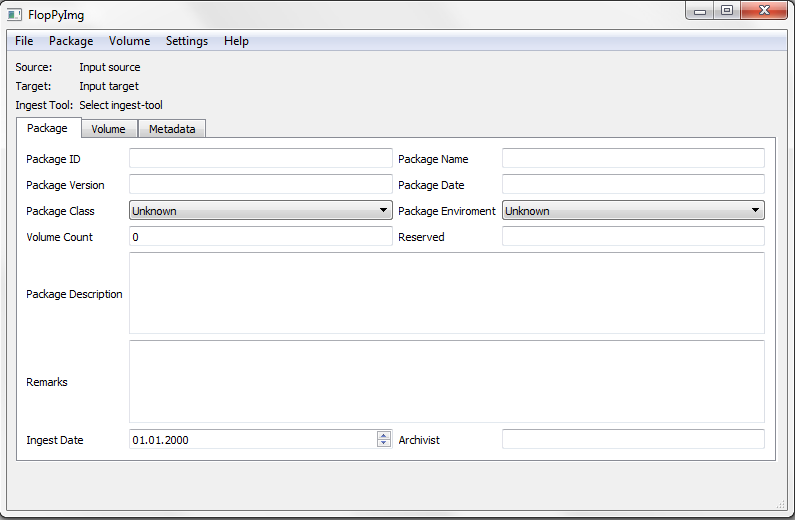 FlopPyImg
File Package Volume Settings Help
Source: Input source
Target: Input target
Ingest Tool: Select ingest-tool
Package Volume Metadata
Package ID Package Name
Package Version Package Date
Package Class Unknown Package Enviroment Unknown
Volume Count 0 Reserved
Package Description
Remarks
Ingest Date 01.01.2000 Archivist